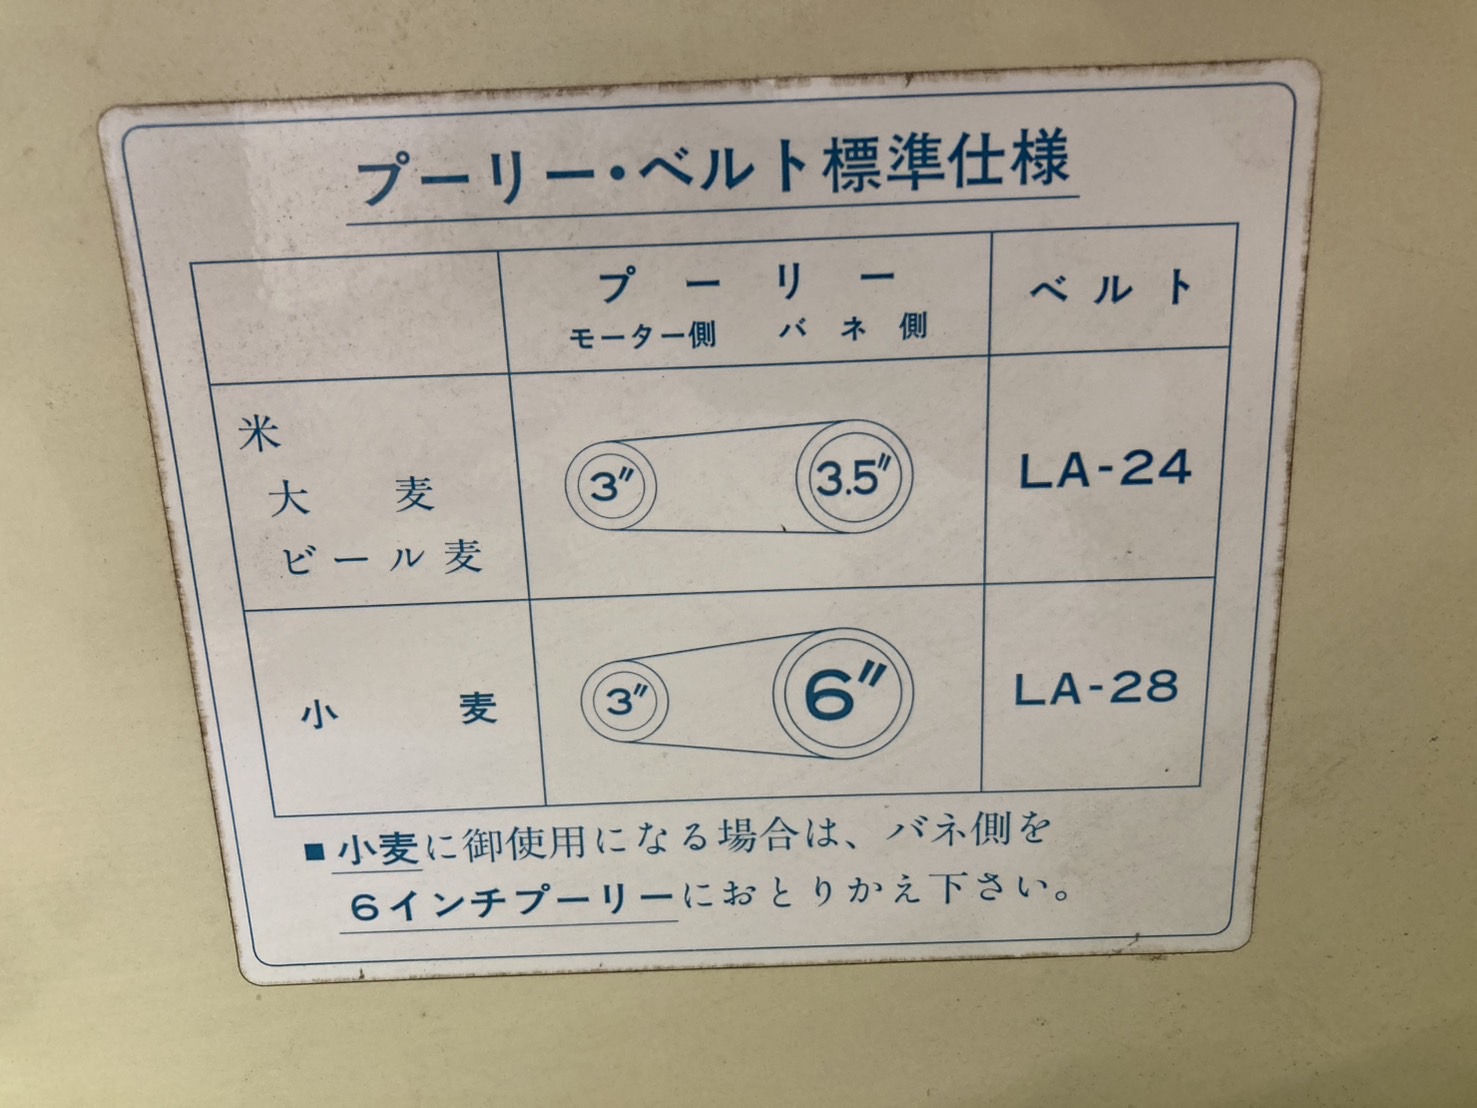 プーリー・ベルト標準仕様
プーリー
ベルト
モーター側 バネ側
米
大麦
ビール麦
3″ 3.5″
LA-24
小麦
3″ 6″
LA-28
■小麦に御使用になる場合は、バネ側を
6インチプーリーにおとりかえ下さい。